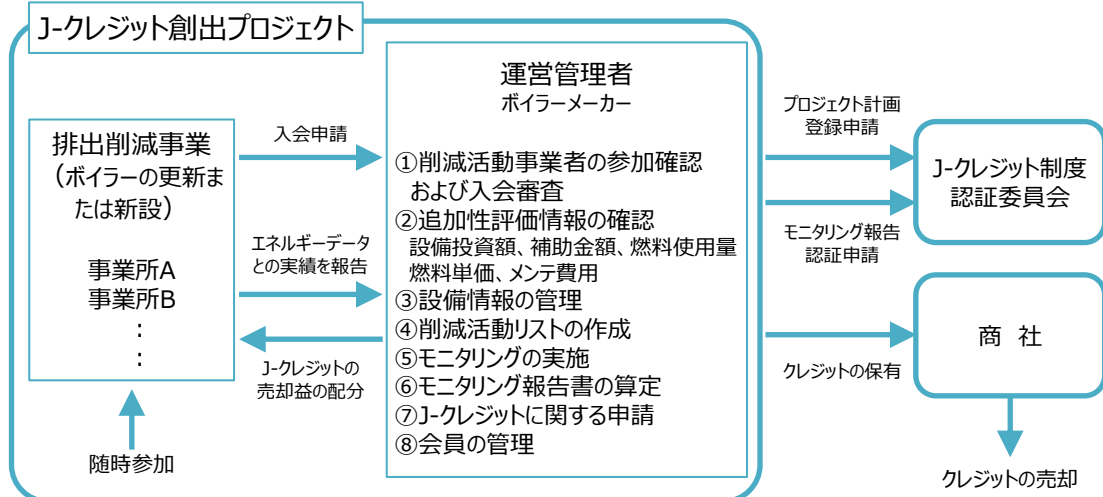 J-クレジット創出プロジェクト
排出削減事業
（ボイラーの更新ま
たは新設）
事業所A
事業所B
：
：
随時参加
入会申請
エネルギーデータ
との実績を報告
J-クレジットの
売却益の配分
運営管理者
ボイラーメーカー
①削減活動事業者の参加確認
および入会審査
②追加性評価情報の確認
設備投資額、補助金額、燃料使用量
燃料単価、メンテ費用
③設備情報の管理
④削減活動リストの作成
⑤モニタリングの実施
⑥モニタリング報告書の算定
⑦J-クレジットに関する申請
⑧会員の管理
プロジェクト計画
登録申請
モニタリング報告
認証申請
クレジットの保有
J-クレジット制度
認証委員会
商 社
クレジットの売却